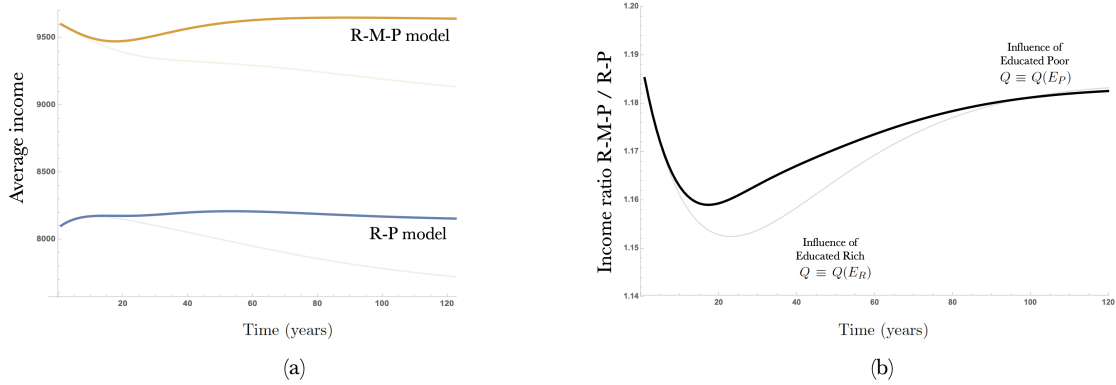 Average income
9500
9000
8500
8000
R-M-P model
R-P model
20
40
60
80
100
120
Time (years)
(a)
Income ratio R-M-P / R-P
1.20
1.19
1.18
1.17
1.16
1.15
1.14
Influence of
Educated Poor
Q ≡ Q(E_P)
Influence of
Educated Rich
Q ≡ Q(E_R)
20
40
60
80
100
120
Time (years)
(b)